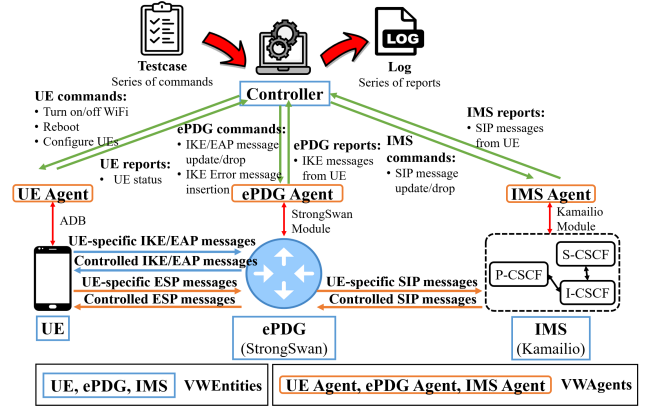 LOG
Testcase
Series of commands
Log
Series of reports
Controller
UE commands:
• Turn on/off WiFi
• Reboot
• Configure UEs
UE reports:
• UE status
ePDG commands:
• IKE/EAP message
update/drop
• IKE Error message
insertion
ePDG reports:
• IKE messages
from UE
IMS
commands:
• SIP message
update/drop
IMS reports:
• SIP messages
from UE
UE Agent
ePDG Agent
IMS Agent
ADB
StrongSwan
Module
Kamailio
Module
UE-specific IKE/EAP messages
Controlled IKE/EAP messages
UE-specific ESP messages
Controlled ESP messages
UE-specific SIP messages
Controlled SIP messages
S-CSCF
P-CSCF
I-CSCF
UE
ePDG
(StrongSwan)
IMS
(Kamailio)
UE, ePDG, IMS VWEntities
UE Agent, ePDG Agent, IMS Agent VWAgents